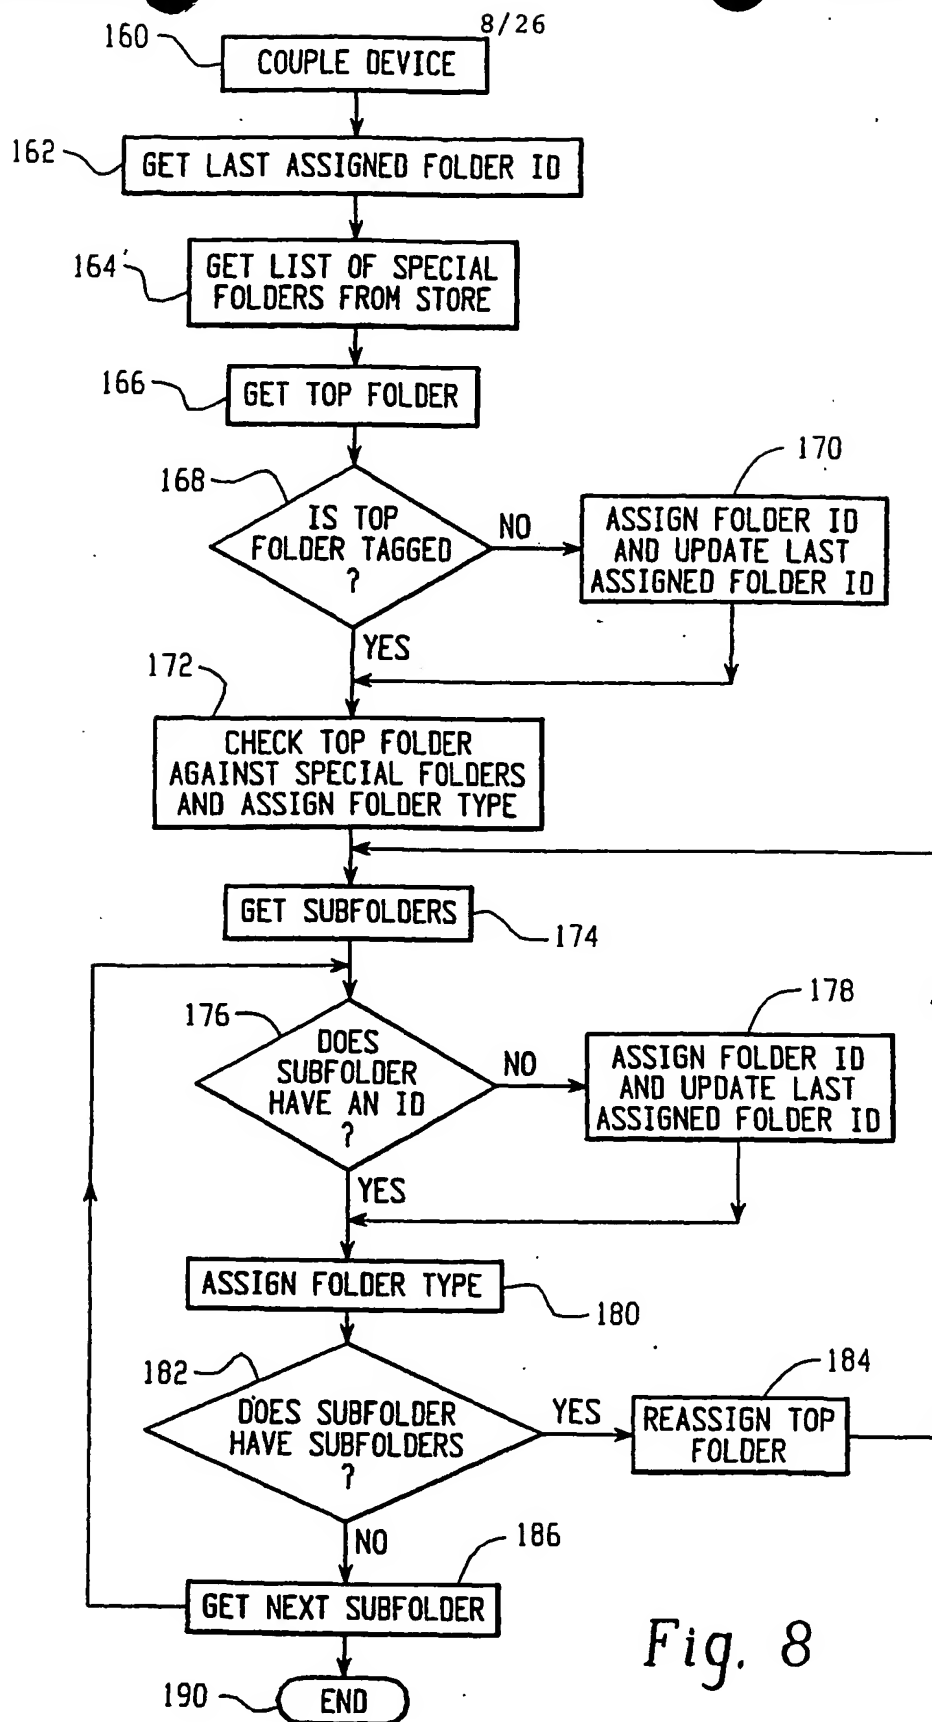 8/26
160
COUPLE DEVICE
162
GET LAST ASSIGNED FOLDER ID
164
GET LIST OF SPECIAL
FOLDERS FROM STORE
166
GET TOP FOLDER
168
IS TOP
FOLDER TAGGED
?
NO
170
ASSIGN FOLDER ID
AND UPDATE LAST
ASSIGNED FOLDER ID
YES
172
CHECK TOP FOLDER
AGAINST SPECIAL FOLDERS
AND ASSIGN FOLDER TYPE
GET SUBFOLDERS
174
176
DOES
SUBFOLDER
HAVE AN ID
?
NO
178
ASSIGN FOLDER ID
AND UPDATE LAST
ASSIGNED FOLDER ID
YES
ASSIGN FOLDER TYPE
180
182
DOES SUBFOLDER
HAVE SUBFOLDERS
?
YES
184
REASSIGN TOP
FOLDER
NO
186
GET NEXT SUBFOLDER
190
END
Fig. 8